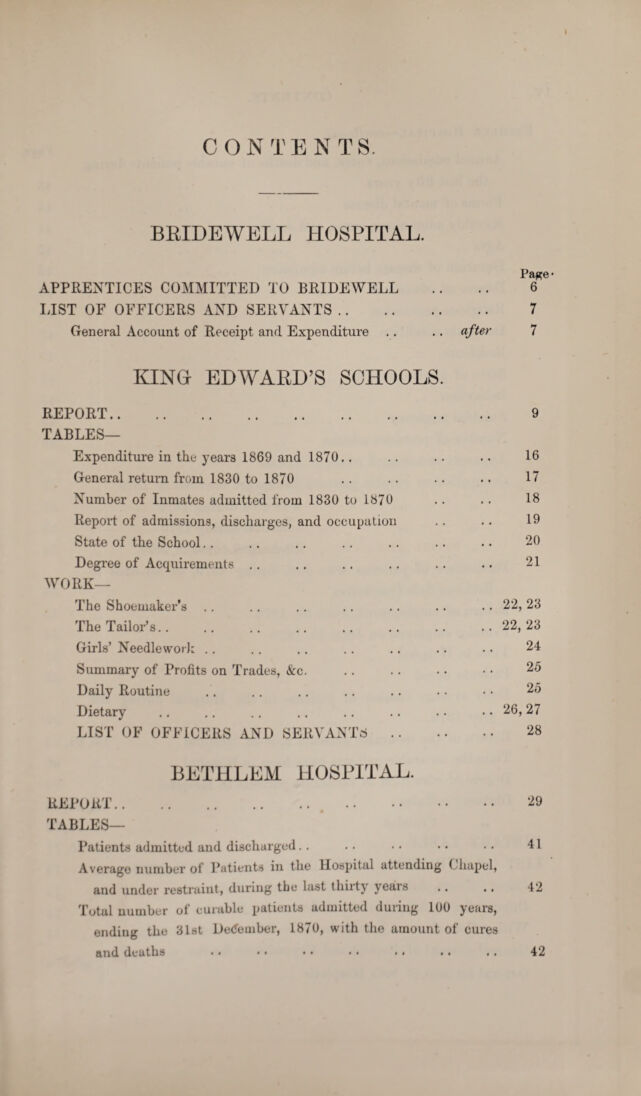 CONTENTS.
BRIDEWELL HOSPITAL.
Page.
APPRENTICES COMMITTED TO BRIDEWELL .. .. 6
LIST OF OFFICERS AND SERVANTS .. .. .. .. 7
General Account of Receipt and Expenditure .. .. after 7
KING EDWARD'S SCHOOLS.
REPORT.. .. .. .. .. .. .. .. .. 9
TABLES—
Expenditure in the years 1869 and 1870.. .. .. .. 16
General return from 1830 to 1870 .. .. .. .. 17
Number of Inmates admitted from 1830 to 1870 .. .. 18
Report of admissions, discharges, and occupation .. .. 19
State of the School.. .. .. .. .. .. .. 20
Degree of Acquirements .. .. .. .. .. .. 21
WORK—
The Shoemaker's .. .. .. .. .. .. .. 22, 23
The Tailor's.. .. .. .. .. .. .. .. 22, 23
Girls' Needlework .. .. .. .. .. .. .. 24
Summary of Profits on Trades, &c. .. .. .. .. 25
Daily Routine .. .. .. .. .. .. .. 25
Dietary .. .. .. .. .. .. .. .. 26, 27
LIST OF OFFICERS AND SERVANTS .. .. .. 28
BETHLEM HOSPITAL.
REPORT.. .. .. .. .. .. .. .. .. 29
TABLES—
Patients admitted and discharged.. .. .. .. .. 41
Average number of Patients in the Hospital attending Chapel,
and under restraint, during the last thirty years .. .. 42
Total number of curable patients admitted during 100 years,
ending the 31st December, 1870, with the amount of cures
and deaths .. .. .. .. .. .. .. 42